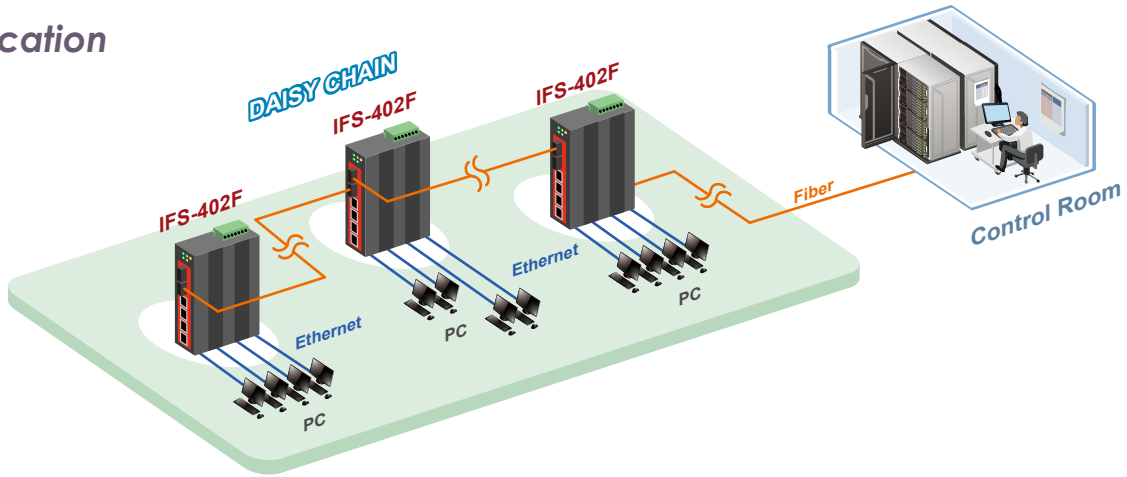 cation
DAISY CHAIN
IFS-402F
IFS-402F
IFS-402F
Fiber
Control Room
Ethernet
Ethernet
PC
PC
PC